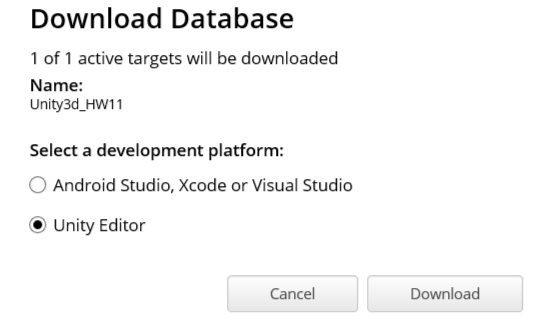 Download Database
1 of 1 active targets will be downloaded
Name:
Unity3d_HW11
Select a development platform:
Android Studio, Xcode or Visual Studio
Unity Editor
Cancel Download